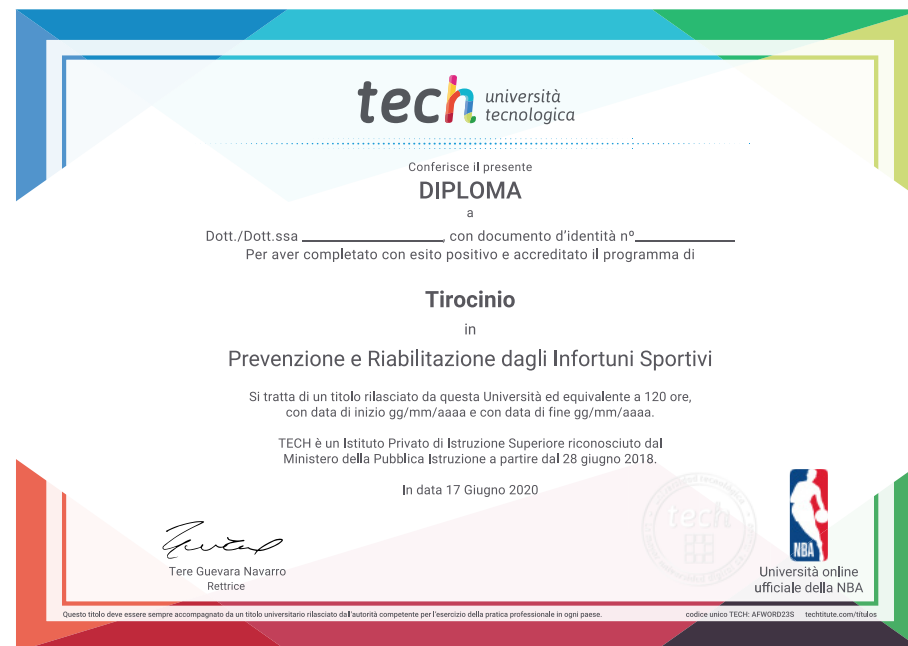 tech università
tecnologica
Conferisce il presente
DIPLOMA
a
Dott./Dott.ssa ____________, con documento d'identità nº__________
Per aver completato con esito positivo e accreditato il programma di
Tirocinio
in
Prevenzione e Riabilitazione dagli Infortuni Sportivi
Si tratta di un titolo rilasciato da questa Università ed equivalente a 120 ore,
con data di inizio gg/mm/aaaa e con data di fine gg/mm/aaaa.
TECH è un Istituto Privato di Istruzione Superiore riconosciuto dal
Ministero della Pubblica Istruzione a partire dal 28 giugno 2018.
In data 17 Giugno 2020
tech
Tere Guevara Navarro
Rettrice
NBA
Università online
ufficiale della NBA
Questo titolo deve essere sempre accompagnato da un titolo universitario rilasciato dall'autorità competente per l'esercizio della pratica professionale in ogni paese.
codice unico TECH: AFWORD23S techtitute.com/titulos